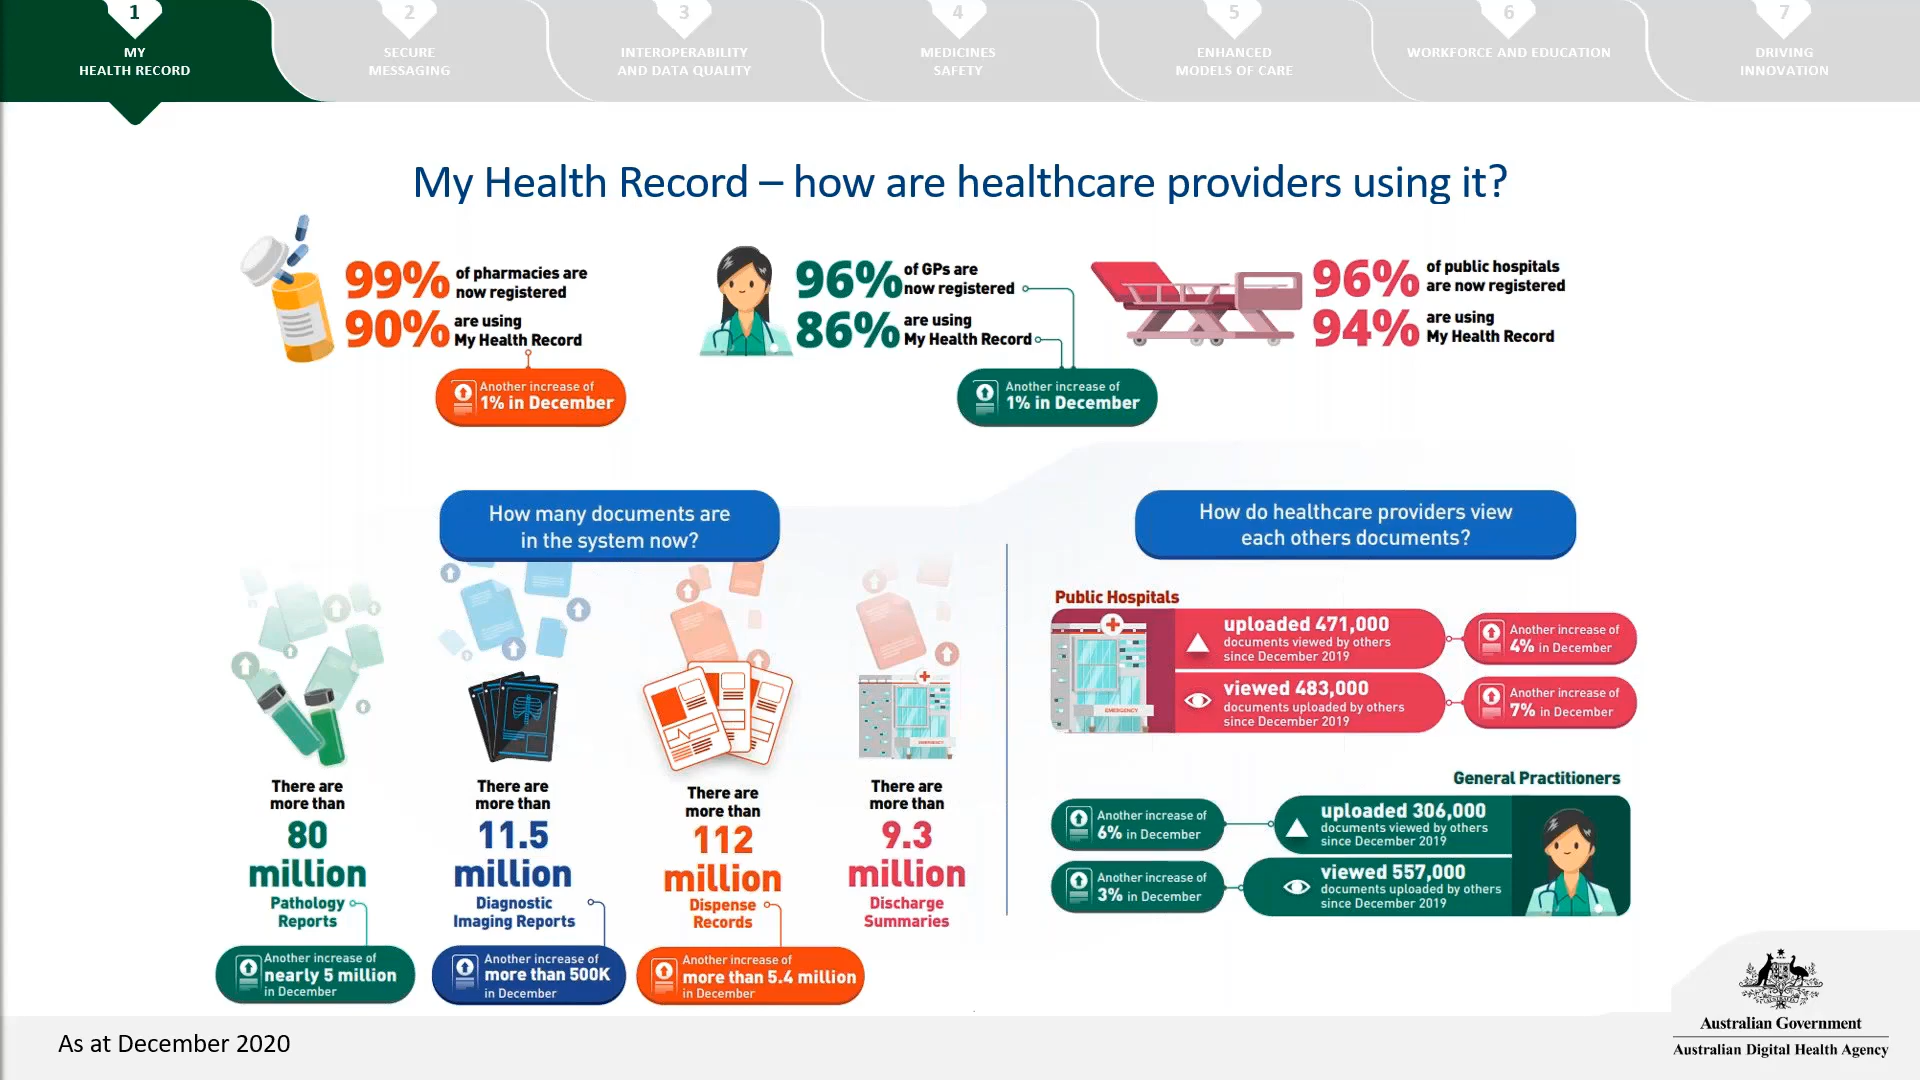 1
MY
HEALTH RECORD
2
SECURE
MESSAGING
3
INTEROPERABILITY
AND DATA QUALITY
4
MEDICINES
SAFETY
5
ENHANCED
MODELS OF CARE
6
WORKFORCE AND EDUCATION
7
DRIVING
INNOVATION
My Health Record – how are healthcare providers using it?
99% of pharmacies are
now registered
90% are using
My Health Record
Another increase of
1% in December
96% of GPs are
now registered
86% are using
My Health Record
Another increase of
1% in December
96% of public hospitals
are now registered
94% are using
My Health Record
How many documents are
in the system now?
There are
more than
80
million
Pathology
Reports
Another increase of
nearly 5 million
in December
There are
more than
11.5
million
Diagnostic
Imaging Reports
Another increase of
more than 500K
in December
There are
more than
112
million
Dispense
Records
Another increase of
more than 5.4 million
in December
EMERGENCY
There are
more than
9.3
million
Discharge
Summaries
How do healthcare providers view
each others documents?
Public Hospitals
EMERGENCY
uploaded 471,000
documents viewed by others
since December 2019
Another increase of
4% in December
viewed 483,000
documents uploaded by others
since December 2019
Another increase of
7% in December
General Practitioners
Another increase of
6% in December
uploaded 306,000
documents viewed by others
since December 2019
Another increase of
3% in December
viewed 557,000
documents uploaded by others
since December 2019
As at December 2020
Australian Government
Australian Digital Health Agency